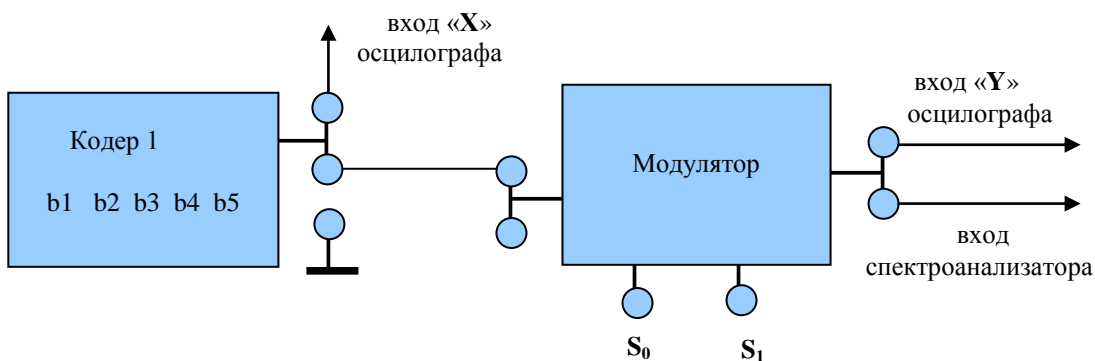 вход «X»
осцилографа
Кодер 1
b1 b2 b3 b4 b5
Модулятор
S0
S1
вход «Y»
осцилографа
вход
спектроанализатора